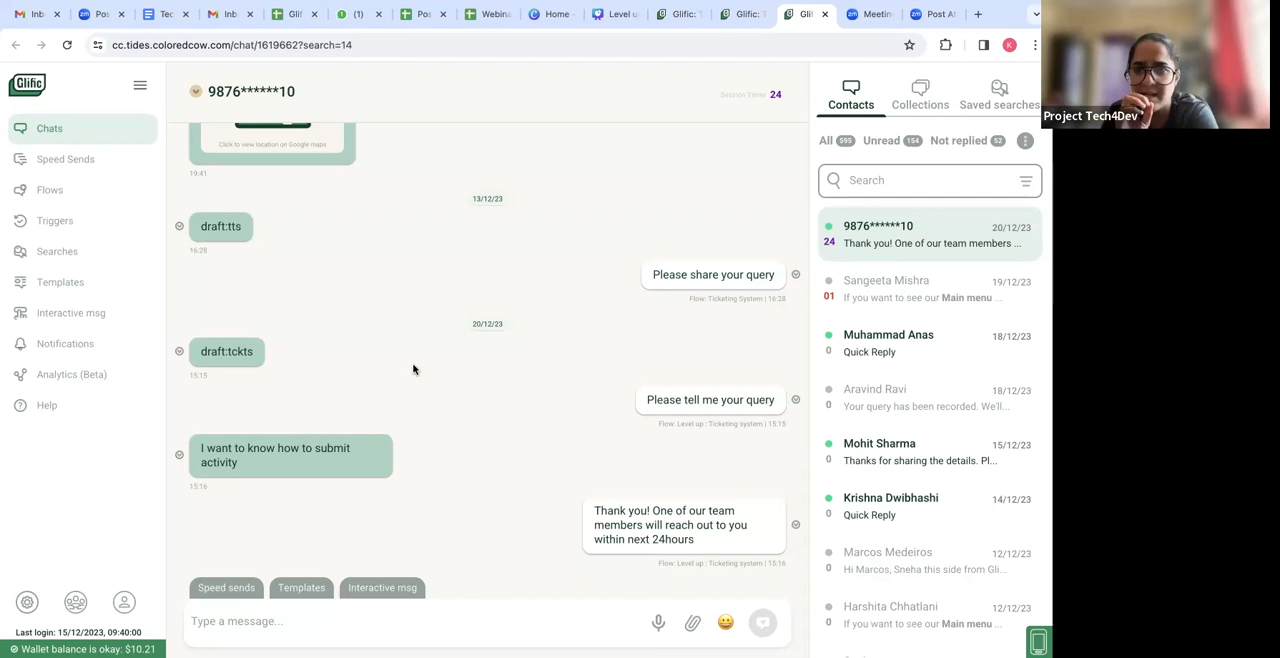 Inb
Pos
Tec
Inb
Glif
(1)
Pos
Webina
Home -
Level u
Glific: T
Glific: T
Gli
Meetin
Post Al
cc.tides.coloredcow.com/chat/1619662?search=14
K
Glific
Chats
Speed Sends
Flows
Triggers
Searches
Templates
Interactive msg
Notifications
Analytics (Beta)
Help
Last login: 15/12/2023, 09:40:00
Wallet balance is okay: $10.21
9876******10
Session Timer 24
Click to view location on Google maps
19:41
13/12/23
draft:tts
16:28
Please share your query
Flow: Ticketing System | 16:28
20/12/23
draft:tckts
15:15
Please tell me your query
Flow: Level up : Ticketing system | 15:15
I want to know how to submit
activity
15:16
Thank you! One of our team
members will reach out to you
within next 24hours
Flow: Level up : Ticketing system | 15:16
Speed sends
Templates
Interactive msg
Type a message...
Contacts
Collections
Saved searches
All 595
Unread 154
Not replied 52
Search
9876******10
20/12/23
24
Thank you! One of our team members ...
Sangeeta Mishra
19/12/23
01
If you want to see our Main menu ...
Muhammad Anas
18/12/23
0
Quick Reply
Aravind Ravi
18/12/23
0
Your query has been recorded. We'll...
Mohit Sharma
15/12/23
0
Thanks for sharing the details. Pl...
Krishna Dwibhashi
14/12/23
0
Quick Reply
Marcos Medeiros
12/12/23
0
Hi Marcos, Sneha this side from Gli...
Harshita Chhatlani
12/12/23
0
If you want to see our Main menu ...
Project Tech4Dev